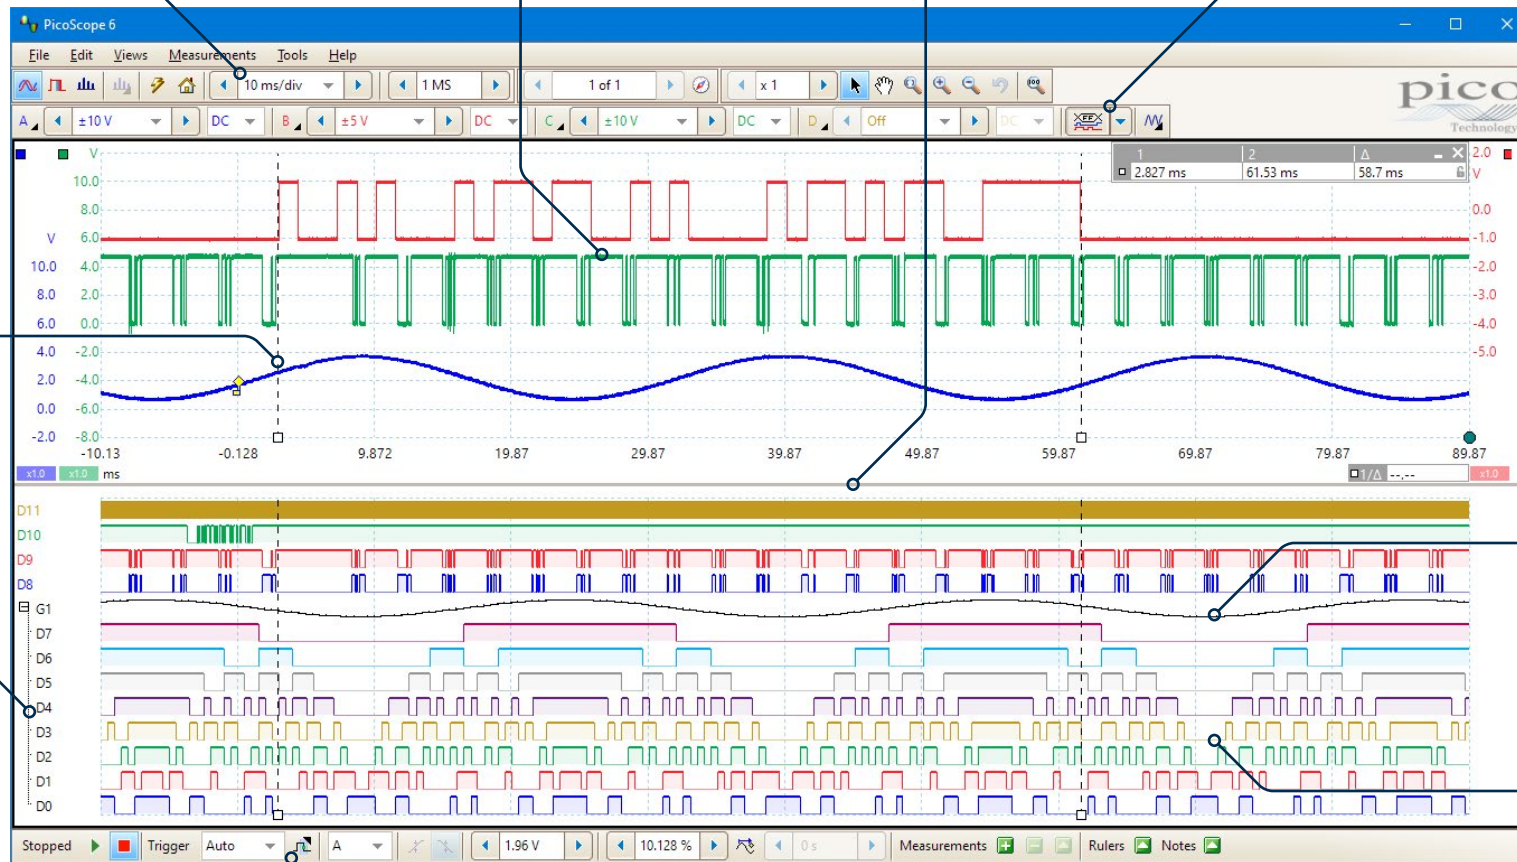 PicoScope 6
File Edit Views Measurements Tools Help
10 ms/div 1 MS 1 of 1 x 1
pico
Technology
A ±10 V DC B ±5 V DC C ±10 V DC D Off DC
V 1 2 Δ 2.0
2.827 ms 61.53 ms 58.7 ms V
10.0
8.0 0.0
V 6.0 -1.0
10.0 4.0 -2.0
8.0 2.0 -3.0
6.0 0.0 -4.0
4.0 -2.0 -5.0
2.0 -4.0
0.0 -6.0
-2.0 -8.0
-10.13 -0.128 9.872 19.87 29.87 39.87 49.87 59.87 69.87 79.87 89.87
x1.0 x1.0 ms 1/Δ --.-- x1.0
D11
D10
D9
D8
G1
D7
D6
D5
D4
D3
D2
D1
D0
Stopped Trigger Auto A 1.96 V 10.128 % 0 s Measurements Rulers Notes